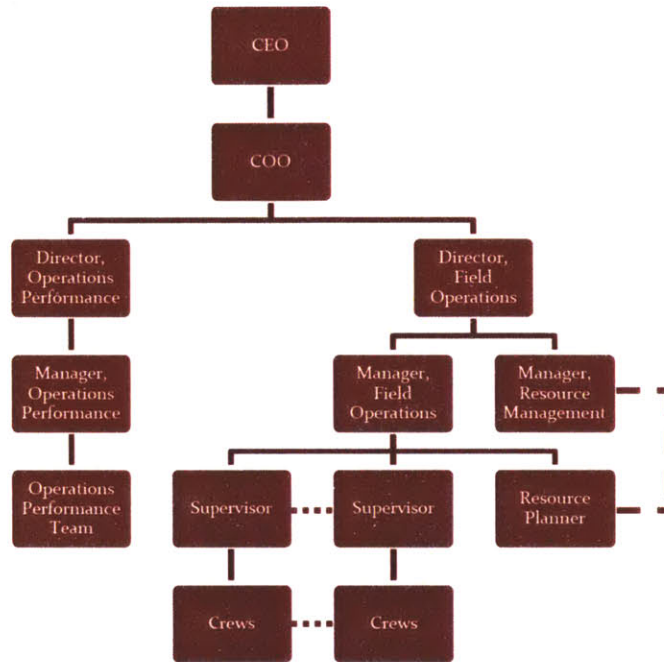 CEO
COO
Director,
Operations
Performance
Director,
Field
Operations
Manager,
Operations
Performance
Manager,
Field
Operations
Manager,
Resource
Management
Operations
Performance
Team
Supervisor
Supervisor
Resource
Planner
Crews
Crews